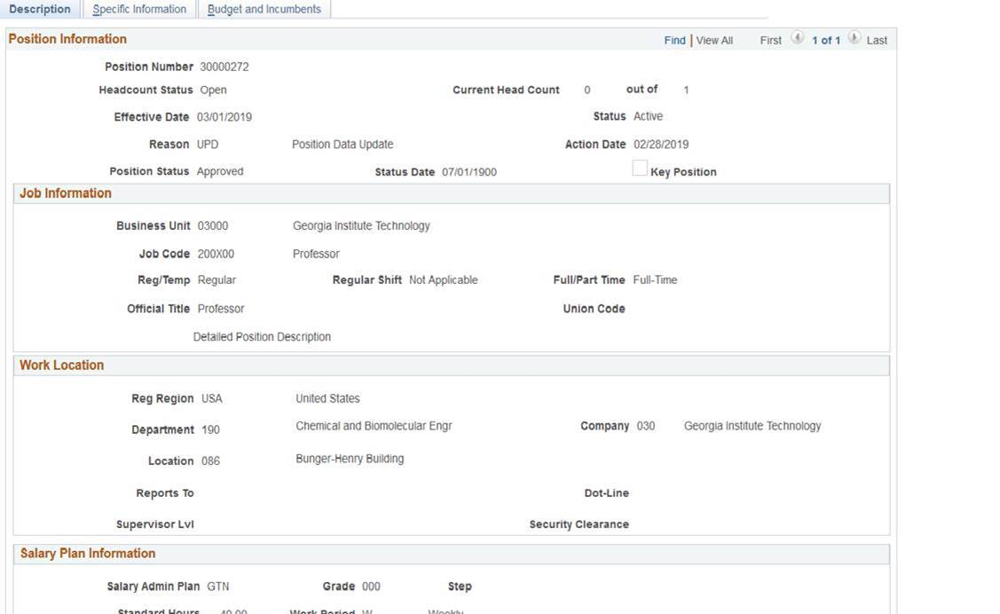 Description Specific Information Budget and Incumbents
Position Information Find | View All First 1 of 1 Last
Position Number 30000272
Headcount Status Open Current Head Count 0 out of 1
Effective Date 03/01/2019 Status Active
Reason UPD Position Data Update Action Date 02/28/2019
Position Status Approved Status Date 07/01/1900 Key Position
Job Information
Business Unit 03000 Georgia Institute Technology
Job Code 200X00 Professor
Reg/Temp Regular Regular Shift Not Applicable Full/Part Time Full-Time
Official Title Professor Union Code
Detailed Position Description
Work Location
Reg Region USA United States
Department 190 Chemical and Biomolecular Engr Company 030 Georgia Institute Technology
Location 086 Bunger-Henry Building
Reports To Dot-Line
Supervisor Lvl Security Clearance
Salary Plan Information
Salary Admin Plan GTN Grade 000 Step
Standard Hours 40.00 Work Period W Weekly